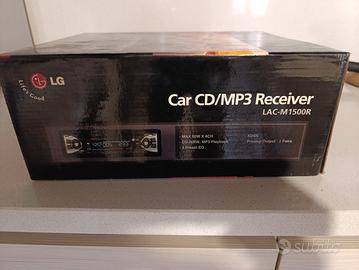 LG
Life's Good
Car CD/MP3 Receiver
LAC-M1500R
MAX 50W X 4CH
CD-R/RW, MP3 Playback
3 Preset EQ
Preamp Output : 2
subito